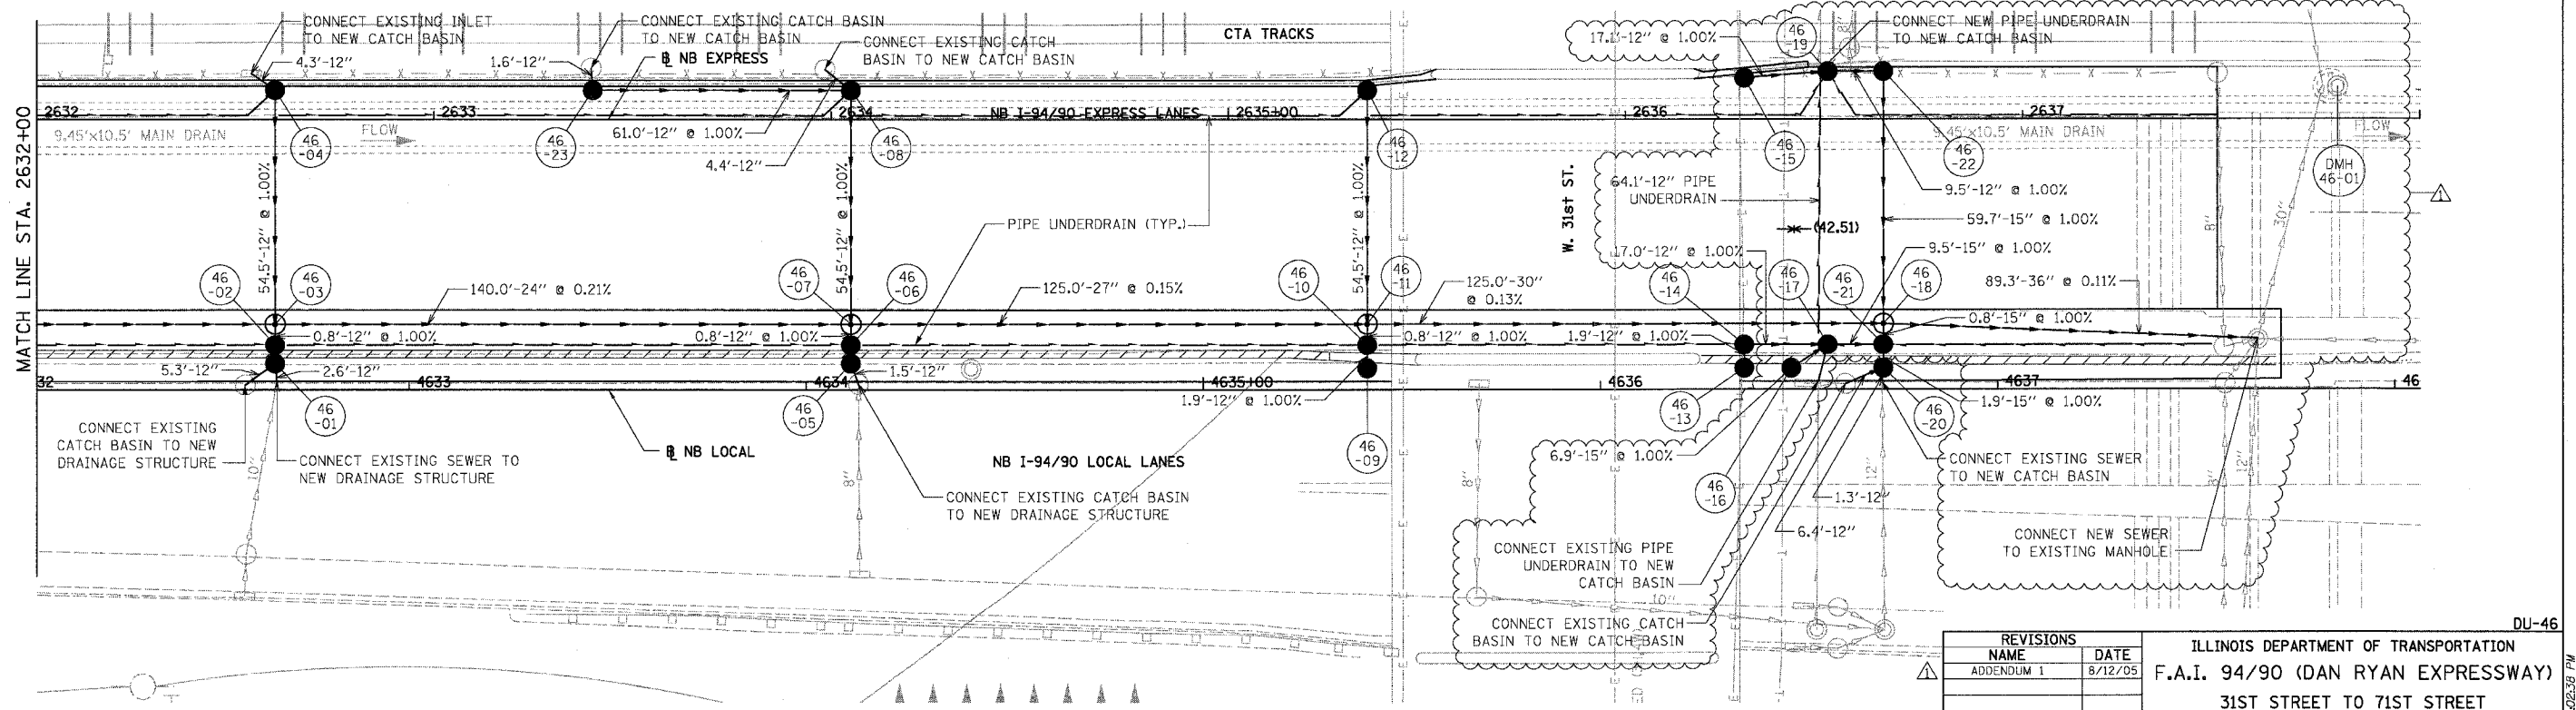 CONNECT EXISTING INLET
TO NEW CATCH BASIN
CONNECT EXISTING CATCH BASIN
TO NEW CATCH BASIN
CONNECT EXISTING CATCH
BASIN TO NEW CATCH BASIN
CTA TRACKS
17.1'-12" @ 1.00%
46
-19
8"
CONNECT NEW PIPE UNDERDRAIN
TO NEW CATCH BASIN
4.3'-12"
1.6'-12"
℄ NB EXPRESS
2632
2633
2634
NB I-94/90 EXPRESS LANES
2635+00
2636
2637
9.45'x10.5' MAIN DRAIN
FLOW
61.0'-12" @ 1.00%
4.4'-12"
9.45'x10.5' MAIN DRAIN
FLOW
46
-04
46
-23
46
-08
46
-12
46
-15
46
-22
DMH
46-01
MATCH LINE STA. 2632+00
54.5'-12" @ 1.00%
54.5'-12" @ 1.00%
54.5'-12" @ 1.00%
W. 31st ST.
64.1'-12" PIPE
UNDERDRAIN
9.5'-12" @ 1.00%
59.7'-15" @ 1.00%
8"
30"
1
PIPE UNDERDRAIN (TYP.)
(42.51)
17.0'-12" @ 1.00%
9.5'-15" @ 1.00%
46
-02
46
-03
140.0'-24" @ 0.21%
46
-07
46
-06
125.0'-27" @ 0.15%
46
-10
46
-11
125.0'-30"
@ 0.13%
46
-14
46
-17
46
-21
46
-18
89.3'-36" @ 0.11%
0.8'-12" @ 1.00%
0.8'-12" @ 1.00%
0.8'-12" @ 1.00%
1.9'-12" @ 1.00%
0.8'-15" @ 1.00%
5.3'-12"
2.6'-12"
1.5'-12"
32
4633
4634
4635+00
4636
4637
46
1.9'-12" @ 1.00%
1.9'-15" @ 1.00%
46
-01
46
-05
46
-09
46
-13
46
-20
CONNECT EXISTING
CATCH BASIN TO NEW
DRAINAGE STRUCTURE
10"
CONNECT EXISTING SEWER TO
NEW DRAINAGE STRUCTURE
℄ NB LOCAL
8"
NB I-94/90 LOCAL LANES
CONNECT EXISTING CATCH BASIN
TO NEW DRAINAGE STRUCTURE
8"
6.9'-15" @ 1.00%
46
-16
12"
1.3'-12"
6.4'-12"
CONNECT EXISTING SEWER
TO NEW CATCH BASIN
8"
12"
CONNECT NEW SEWER
TO EXISTING MANHOLE
CONNECT EXISTING PIPE
UNDERDRAIN TO NEW
CATCH BASIN
10"
CONNECT EXISTING CATCH
BASIN TO NEW CATCH BASIN
DU-46
1
REVISIONS
NAME
DATE
ADDENDUM 1
8/12/05
ILLINOIS DEPARTMENT OF TRANSPORTATION
F.A.I. 94/90 (DAN RYAN EXPRESSWAY)
31ST STREET TO 71ST STREET